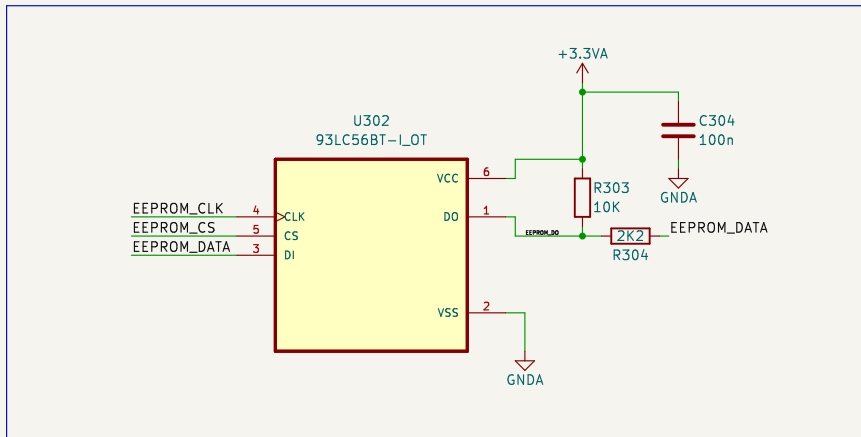 +3.3VA
U302
93LC56BT-I_OT
C304
100n
VCC
6
R303
10K
GNDA
EEPROM_CLK
4
CLK
DO
1
EEPROM_CS
5
CS
EEPROM_DO
2K2
EEPROM_DATA
EEPROM_DATA
3
DI
R304
VSS
2
GNDA